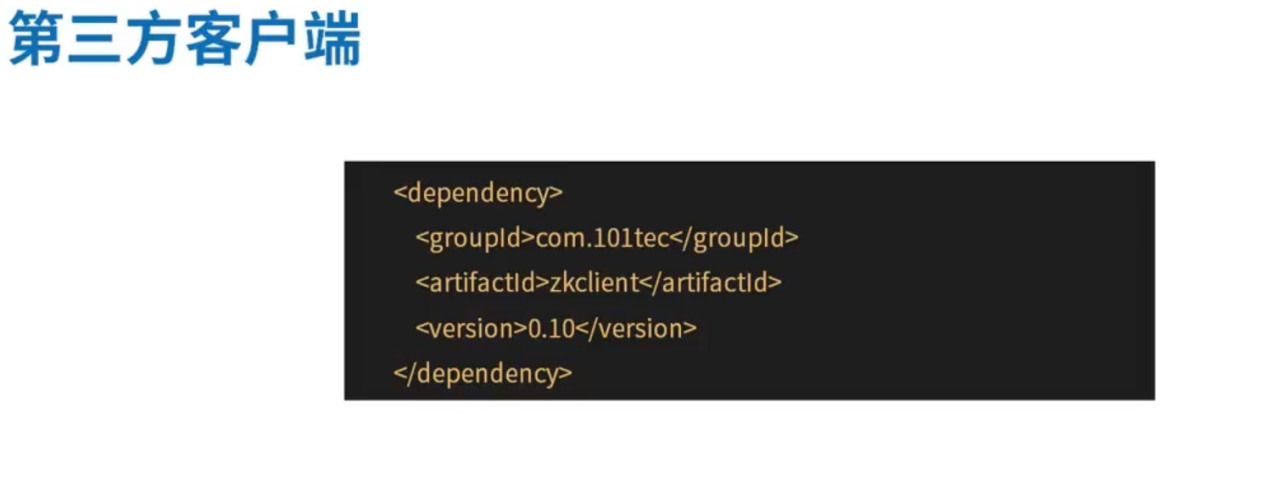 第三方客户端
<dependency>
<groupId>com.101tec</groupId>
<artifactId>zkclient</artifactId>
<version>0.10</version>
</dependency>